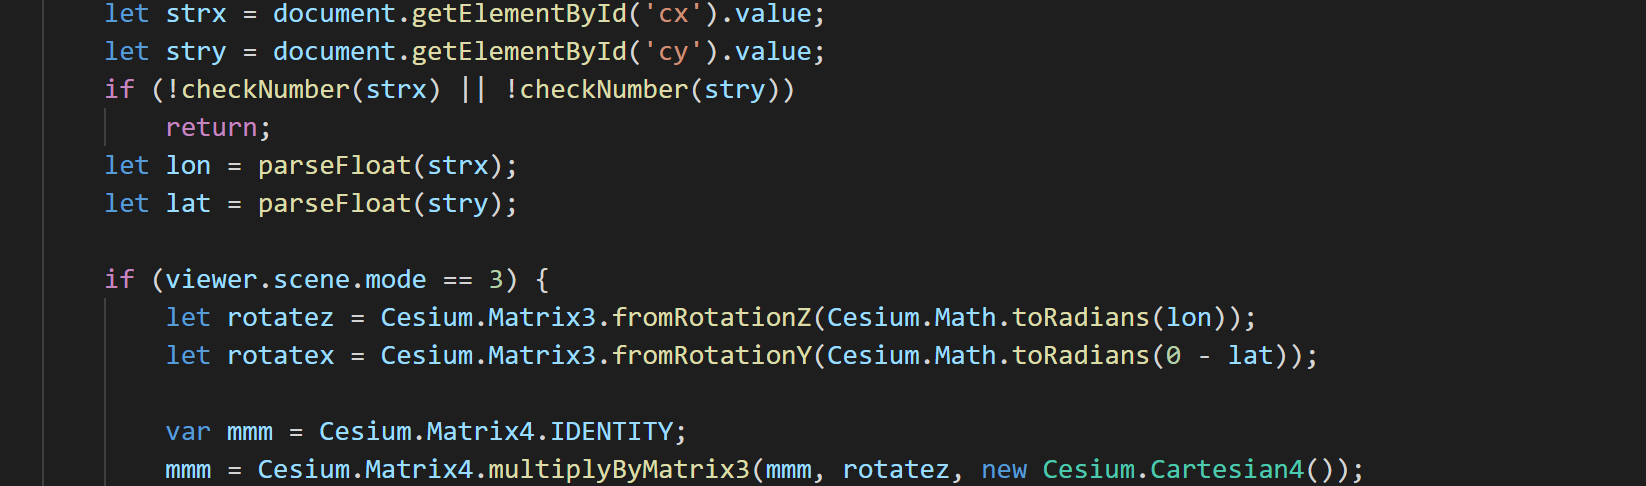 let strx = document.getElementById('cx').value;
let stry = document.getElementById('cy').value;
if (!checkNumber(strx) || !checkNumber(stry))
return;
let lon = parseFloat(strx);
let lat = parseFloat(stry);
if (viewer.scene.mode == 3) {
let rotatez = Cesium.Matrix3.fromRotationZ(Cesium.Math.toRadians(lon));
let rotatex = Cesium.Matrix3.fromRotationY(Cesium.Math.toRadians(0 - lat));
var mmm = Cesium.Matrix4.IDENTITY;
mmm = Cesium.Matrix4.multiplyByMatrix3(mmm, rotatez, new Cesium.Cartesian4());